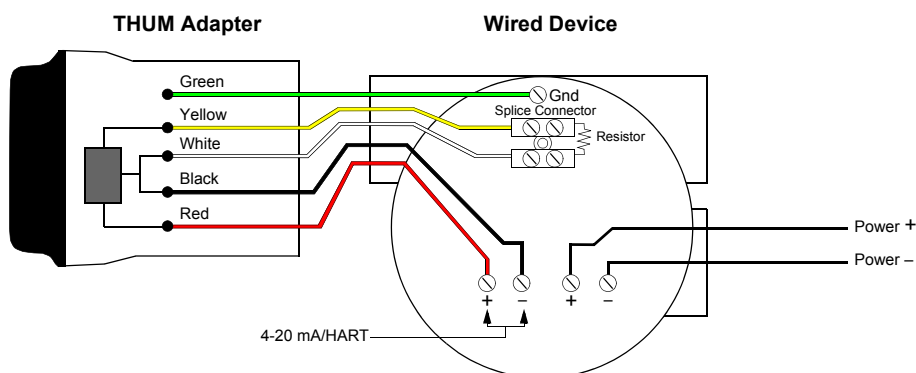 THUM Adapter
Wired Device
Green
Gnd
Yellow
Splice Connector
White
Resistor
Black
Red
Power +
Power –
+ – + –
4-20 mA/HART